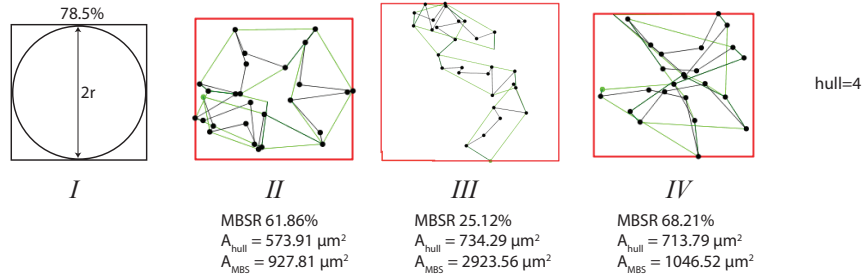 78.5%
2r
hull=4
I
II
III
IV
MBSR 61.86%
A_hull = 573.91 µm²
A_MBS = 927.81 µm²
MBSR 25.12%
A_hull = 734.29 µm²
A_MBS = 2923.56 µm²
MBSR 68.21%
A_hull = 713.79 µm²
A_MBS = 1046.52 µm²